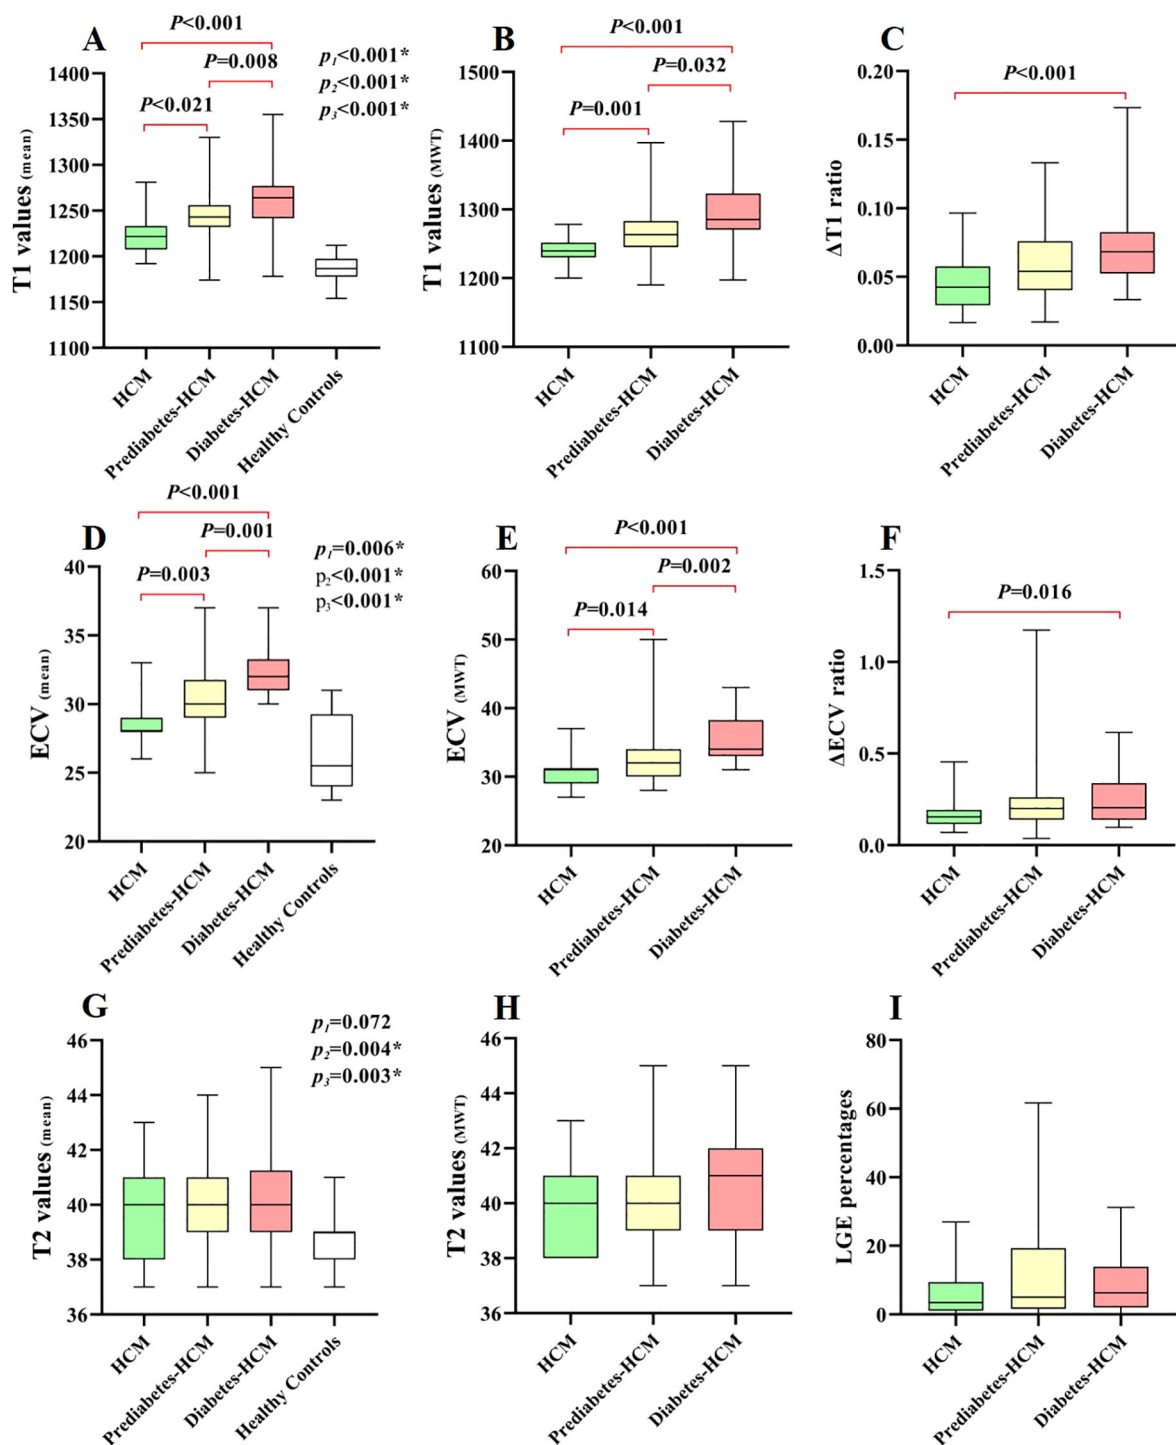 A
P<0.001
P=0.008
P<0.021
p₁<0.001*
p₂<0.001*
p₃<0.001*
T1 values (mean)
1400
1350
1300
1250
1200
1150
1100
HCM
Prediabetes-HCM
Diabetes-HCM
Healthy Controls
B
P<0.001
P=0.032
P=0.001
T1 values (MWT)
1500
1400
1300
1200
1100
HCM
Prediabetes-HCM
Diabetes-HCM
C
P<0.001
ΔT1 ratio
0.20
0.15
0.10
0.05
0.00
HCM
Prediabetes-HCM
Diabetes-HCM
D
P<0.001
P=0.001
P=0.003
p₁=0.006*
p₂<0.001*
p₃<0.001*
ECV (mean)
40
35
30
25
20
HCM
Prediabetes-HCM
Diabetes-HCM
Healthy Controls
E
P<0.001
P=0.002
P=0.014
ECV (MWT)
60
50
40
30
20
HCM
Prediabetes-HCM
Diabetes-HCM
F
P=0.016
ΔECV ratio
1.5
1.0
0.5
0.0
HCM
Prediabetes-HCM
Diabetes-HCM
G
p₁=0.072
p₂=0.004*
p₃=0.003*
T2 values (mean)
46
44
42
40
38
36
HCM
Prediabetes-HCM
Diabetes-HCM
Healthy Controls
H
T2 values (MWT)
46
44
42
40
38
36
HCM
Prediabetes-HCM
Diabetes-HCM
I
LGE percentages
80
60
40
20
0
HCM
Prediabetes-HCM
Diabetes-HCM